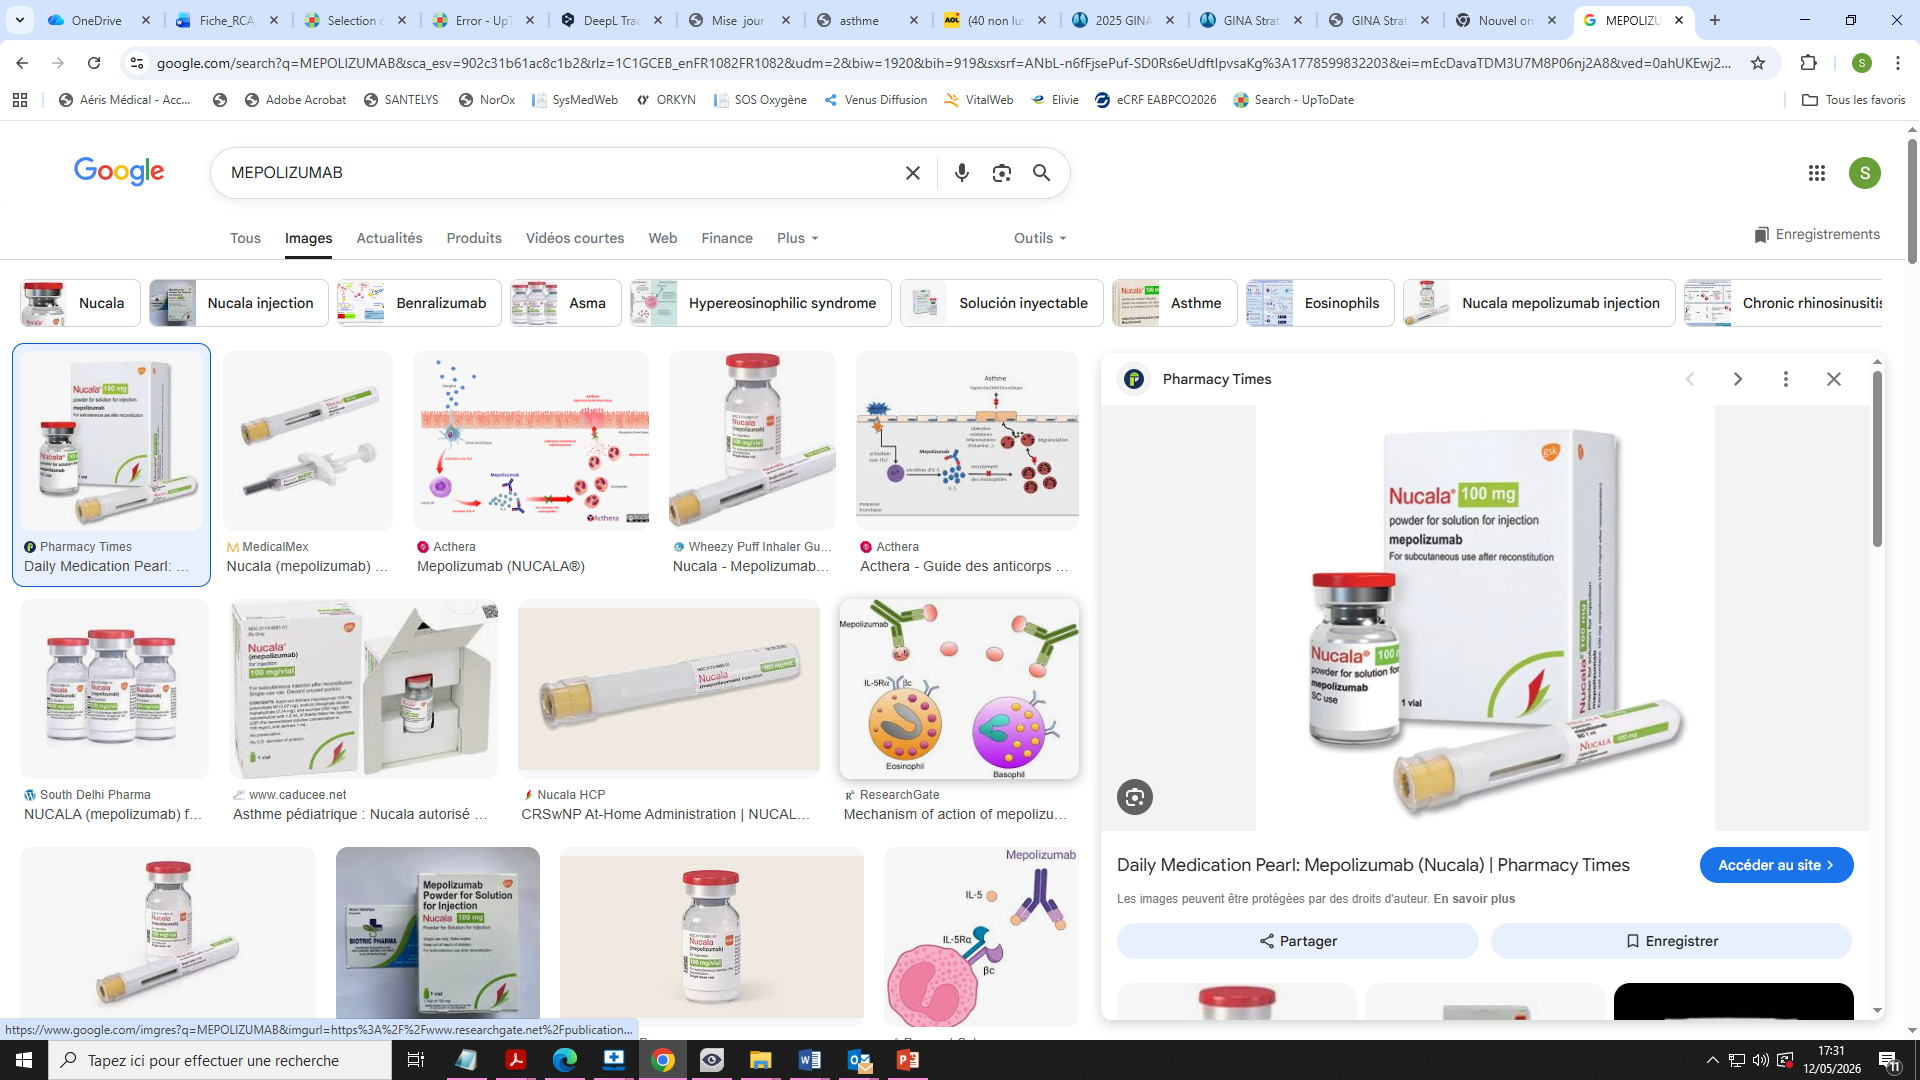 OneDrive
Fiche_RCA
Selection
Error - Up
DeepL Tra
Mise jour
asthme
(40 non lu
2025 GINA
GINA Strat
GINA Strat
Nouvel on
MEPOLIZU
google.com/search?q=MEPOLIZUMAB&sca_esv=902c31b61ac8c1b2&rlz=1C1GCEB_enFR1082FR1082&udm=2&biw=1920&bih=919&sxsrf=ANbL-n6fFjsePuf-SD0Rs6eUdftIpvsaKg%3A1778599832203&ei=mEcDavaTDM3U7M8P06nj2A8&ved=0ahUKEwj2...
Aéris Médical - Acc...
Adobe Acrobat
SANTELYS
NorOx
SysMedWeb
ORKYN
SOS Oxygène
Venus Diffusion
VitalWeb
Elivie
eCRF EABPCO2026
Search - UpToDate
Tous les favoris
Google
MEPOLIZUMAB
S
Tous
Images
Actualités
Produits
Vidéos courtes
Web
Finance
Plus
Outils
Enregistrements
Nucala
Nucala injection
Benralizumab
Asma
Hypereosinophilic syndrome
Solución inyectable
Asthme
Eosinophils
Nucala mepolizumab injection
Chronic rhinosinusitis
Pharmacy Times
Daily Medication Pearl: ...
MedicalMex
Nucala (mepolizumab) ...
Acthera
Mepolizumab (NUCALA®)
Wheezy Puff Inhaler Gu...
Nucala - Mepolizumab...
Acthera
Acthera - Guide des anticorps ...
South Delhi Pharma
NUCALA (mepolizumab) f...
www.caducee.net
Asthme pédiatrique : Nucala autorisé ...
Nucala HCP
CRSwNP At-Home Administration | NUCAL...
Mepolizumab
IL-5
IL-5Rα
βc
Eosinophil
Basophil
ResearchGate
Mechanism of action of mepolizu...
Mepolizumab
Powder for Solution
for Injection
Nucala 100 mg
BIOTRIC PHARMA
Mepolizumab
IL-5
IL-5Rα
βc
Pharmacy Times
gsk
Nucala® 100 mg
powder for solution for injection
mepolizumab
For subcutaneous use after reconstitution
1 vial
Nucala® 100
powder for solution for
mepolizumab
SC use
Daily Medication Pearl: Mepolizumab (Nucala) | Pharmacy Times
Accéder au site
Les images peuvent être protégées par des droits d'auteur. En savoir plus
Partager
Enregistrer
https://www.google.com/imgres?q=MEPOLIZUMAB&imgurl=https%3A%2F%2Fwww.researchgate.net%2Fpublication...
Tapez ici pour effectuer une recherche
17:31
12/05/2026
11